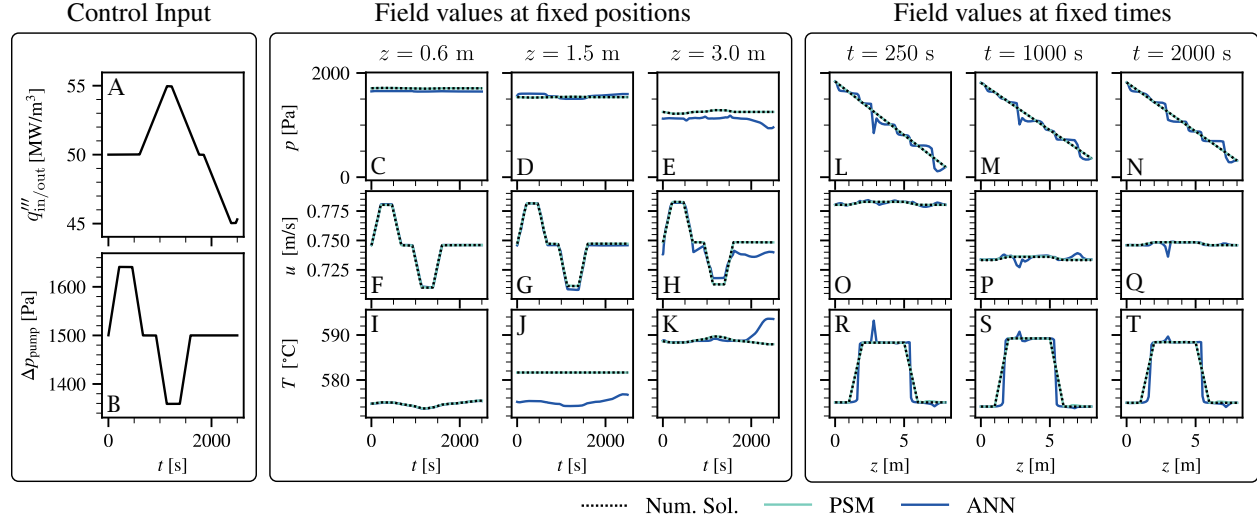 Control Input
Field values at fixed positions
Field values at fixed times
z = 0.6 m
z = 1.5 m
z = 3.0 m
t = 250 s
t = 1000 s
t = 2000 s
A
55
50
45
q'''in/out [MW/m³]
B
1600
1500
1400
Δp_pump [Pa]
0
2000
t [s]
2000
0
p [Pa]
C
D
E
L
M
N
0.775
0.750
0.725
u [m/s]
F
G
H
O
P
Q
590
580
T [°C]
I
J
K
R
S
T
0
2000
0
2000
0
2000
0
5
0
5
0
5
t [s]
t [s]
t [s]
z [m]
z [m]
z [m]
Num. Sol.
PSM
ANN